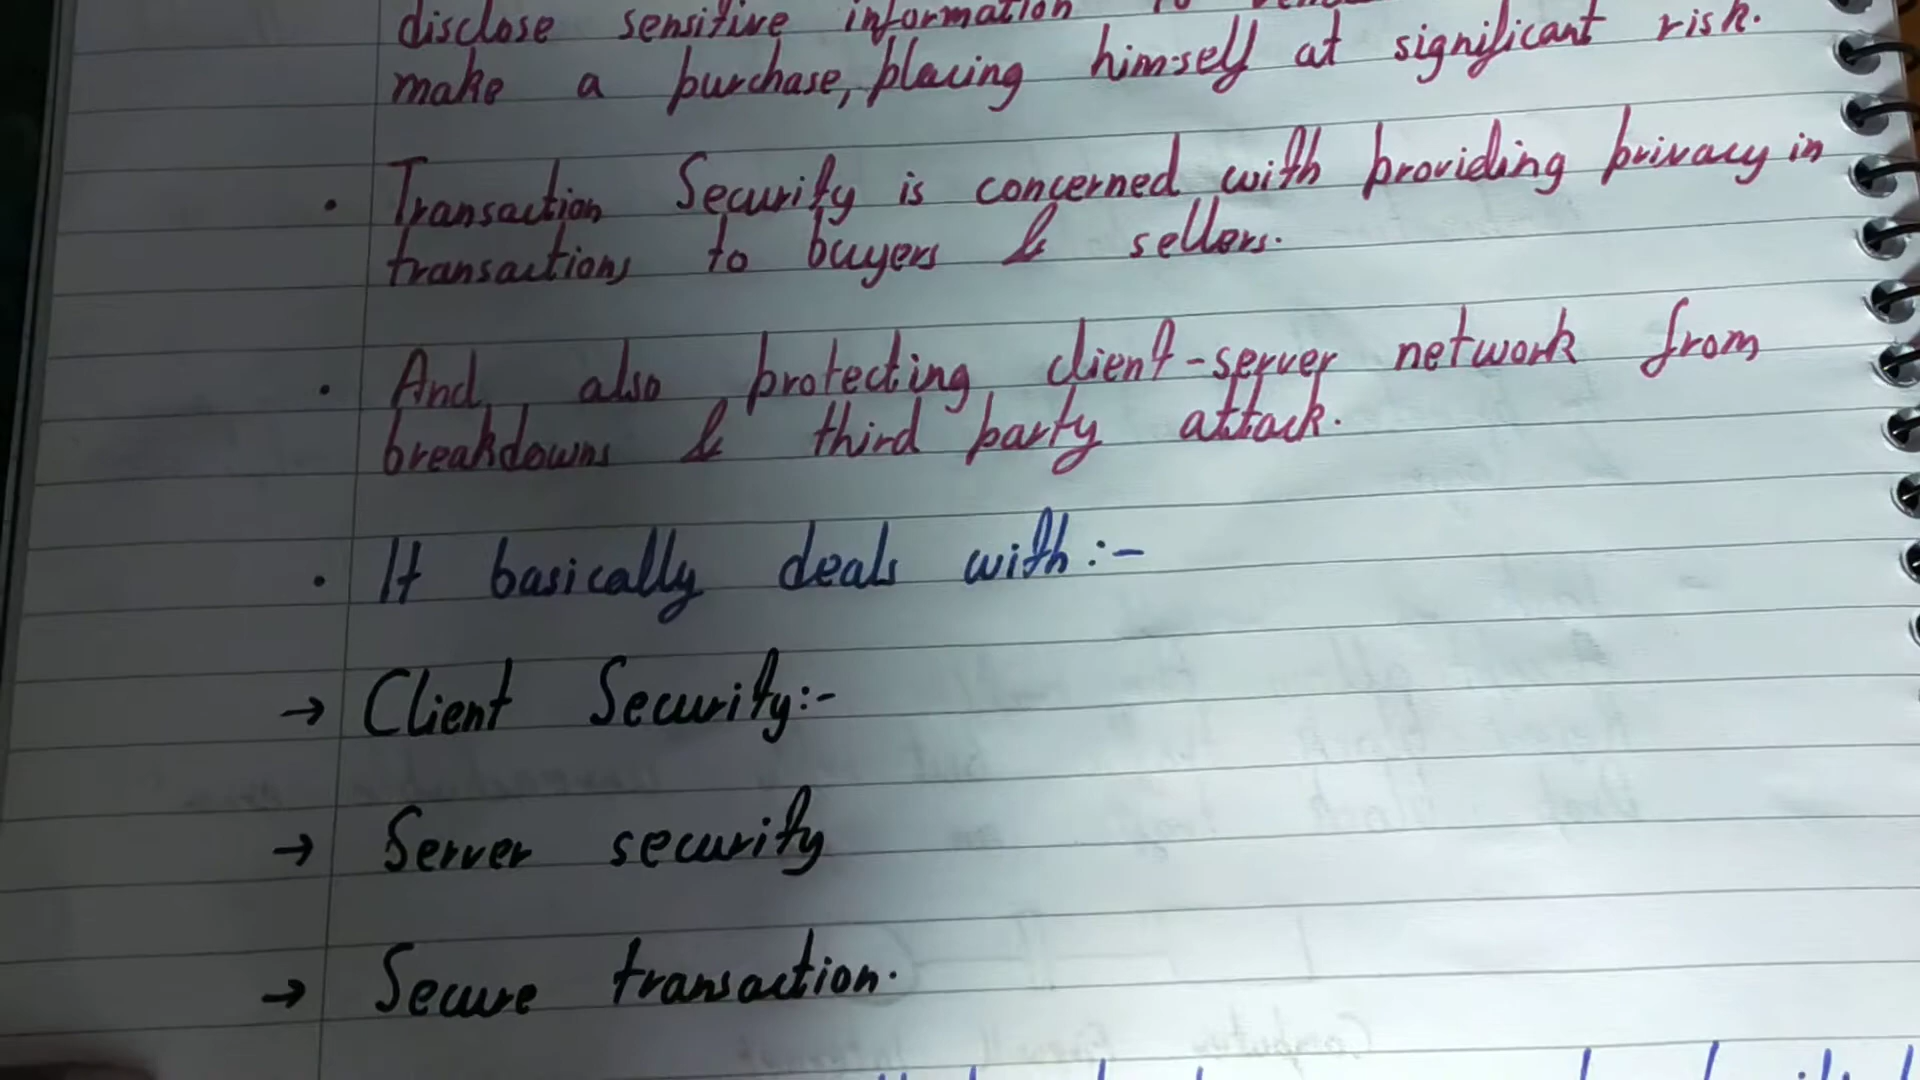 disclose sensitive information to
make a purchase, placing himself at significant risk.
• Transaction Security is concerned with providing privacy in
transactions to buyers & sellers.
• And also protecting client-server network from
breakdowns & third party attack.
• It basically deals with :-
→ Client Security:-
→ Server security
→ Secure transaction.